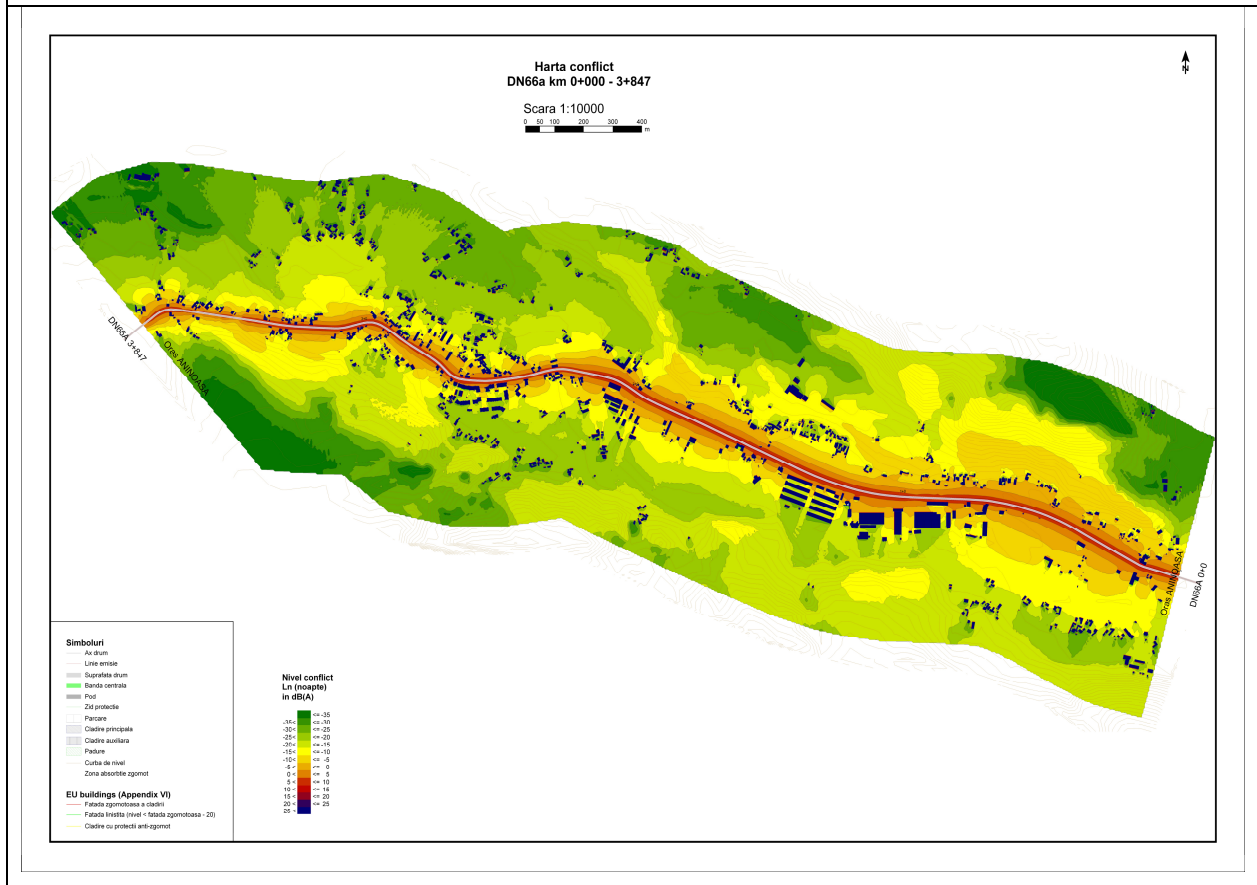 Harta conflict
DN66a km 0+000 - 3+847
Scara 1:10000
0 50 100 200 300 400
m
N
DN66A 3+847
Oras ANINOASA
Oras ANINOASA
DN66A 0+0
Simboluri
Ax drum
Linie emisie
Suprafata drum
Banda centrala
Pod
Zid protectie
Parcare
Cladire principala
Cladire auxiliara
Padure
Curba de nivel
Zona absorbtie zgomot
EU buildings (Appendix VI)
Fatada zgomotoasa a cladirii
Fatada linistita (nivel < fatada zgomotoasa - 20)
Cladire cu protectii anti-zgomot
Nivel conflict
Ln (noapte)
in dB(A)
<= -35
-35 < <= -30
-30 < <= -25
-25 < <= -20
-20 < <= -15
-15 < <= -10
-10 < <= -5
-5 < <= 0
0 < <= 5
5 < <= 10
10 < <= 15
15 < <= 20
20 < <= 25
25 <